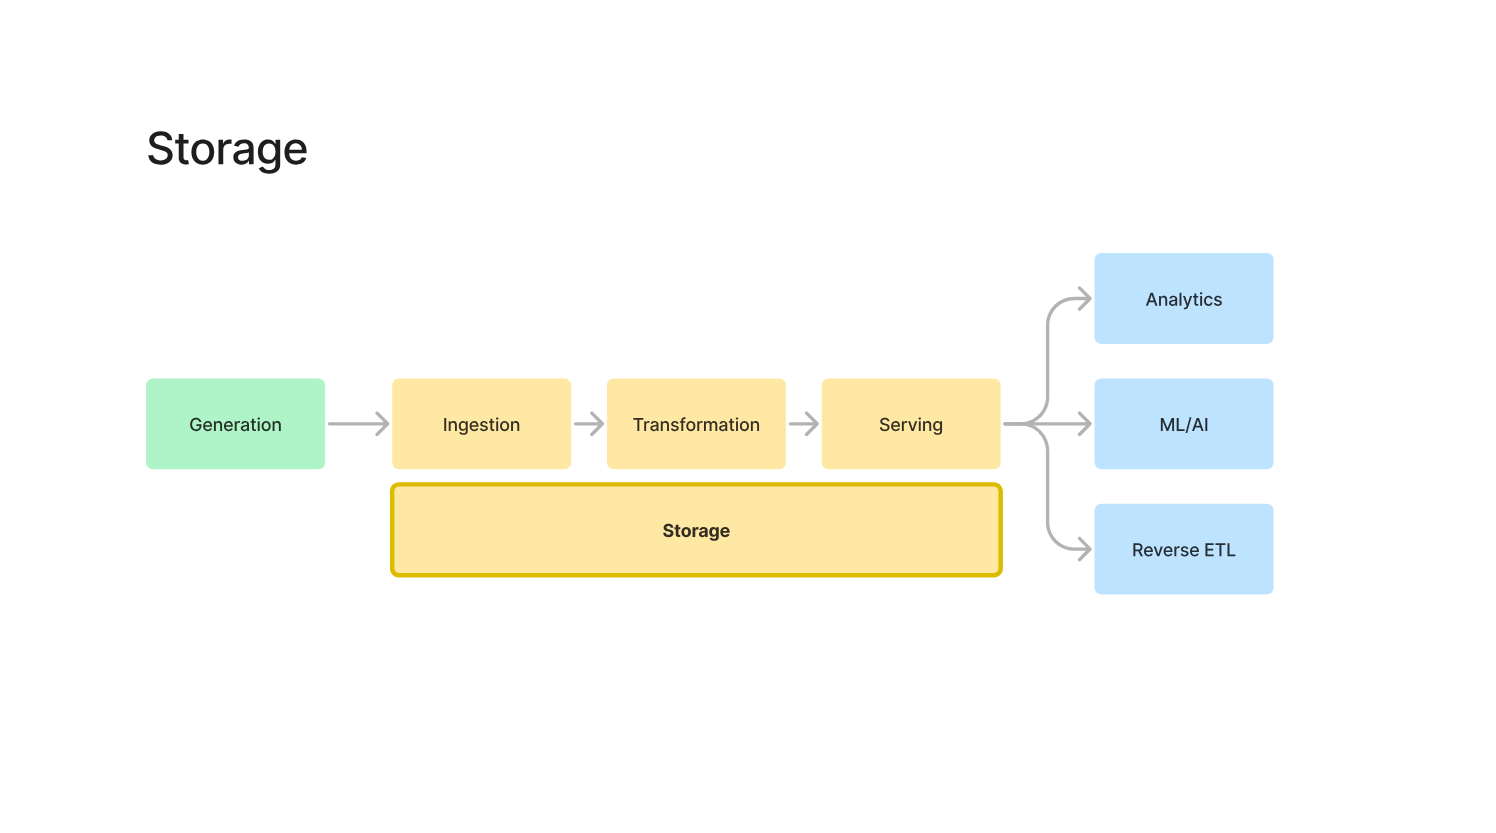 Storage
Analytics
Generation
Ingestion
Transformation
Serving
ML/AI
Storage
Reverse ETL